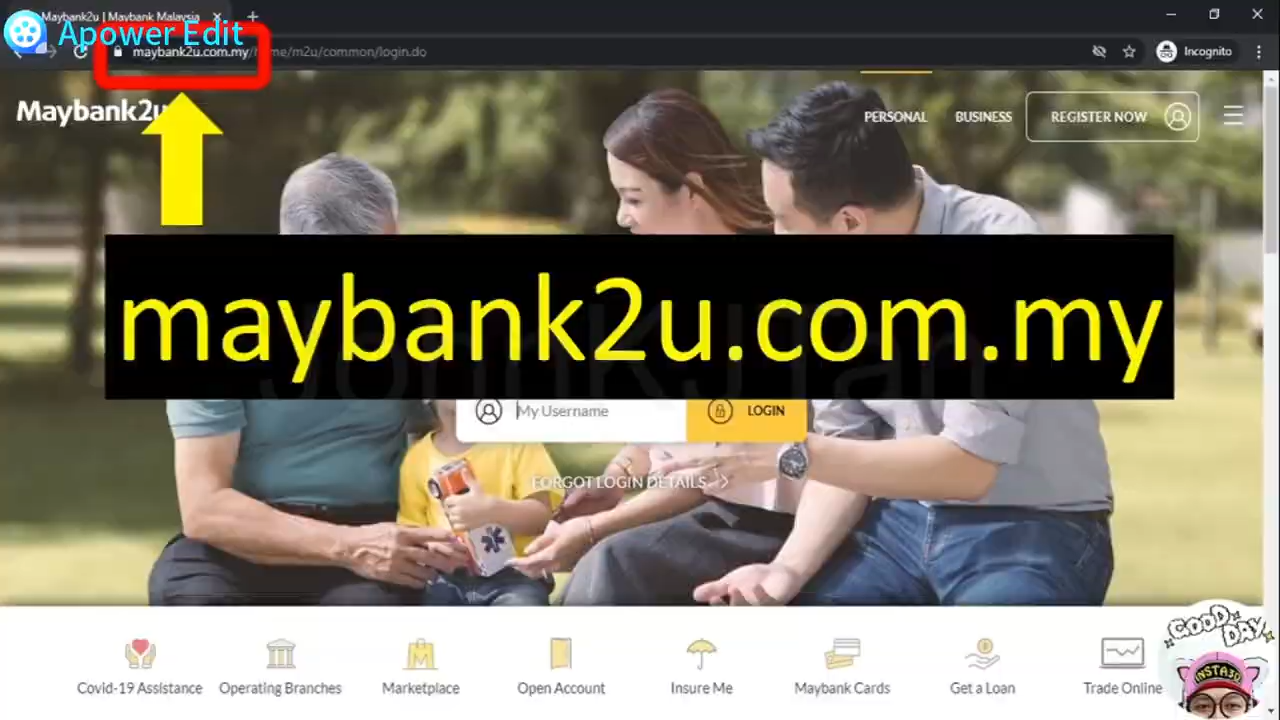 Maybank2u | Maybank Malaysia
Apower Edit
maybank2u.com.my/home/m2u/common/login.do
Incognito
Maybank2u
PERSONAL
BUSINESS
REGISTER NOW
maybank2u.com.my
JohnKJTan
My Username
LOGIN
FORGOT LOGIN DETAILS
GOOD DAY
INSTA360
Covid-19 Assistance
Operating Branches
Marketplace
Open Account
Insure Me
Maybank Cards
Get a Loan
Trade Online